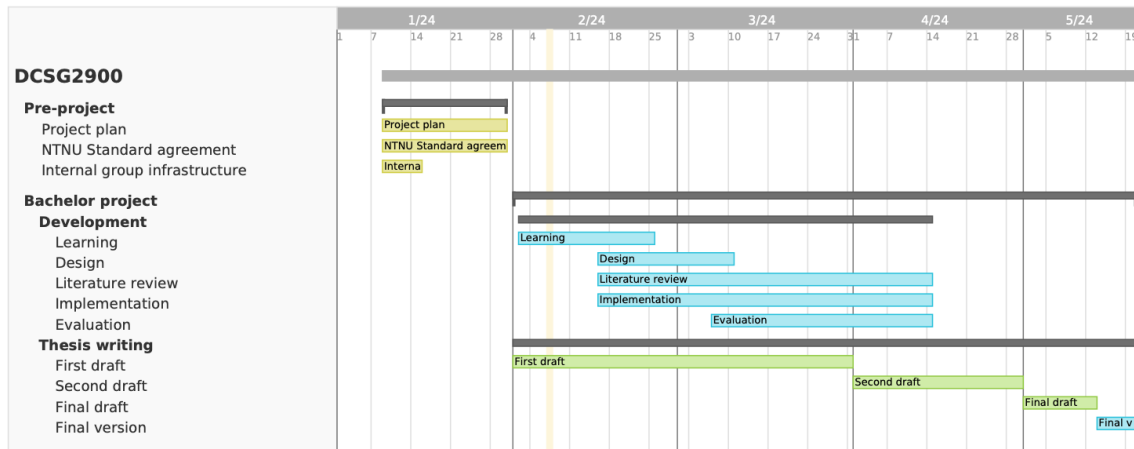 1/24 2/24 3/24 4/24 5/24
1 7 14 21 28 4 11 18 25 3 10 17 24 31 7 14 21 28 5 12 19
DCSG2900
Pre-project
Project plan Project plan
NTNU Standard agreement NTNU Standard agreem
Internal group infrastructure Interna
Bachelor project
Development
Learning Learning
Design Design
Literature review Literature review
Implementation Implementation
Evaluation Evaluation
Thesis writing
First draft First draft
Second draft Second draft
Final draft Final draft
Final version Final v